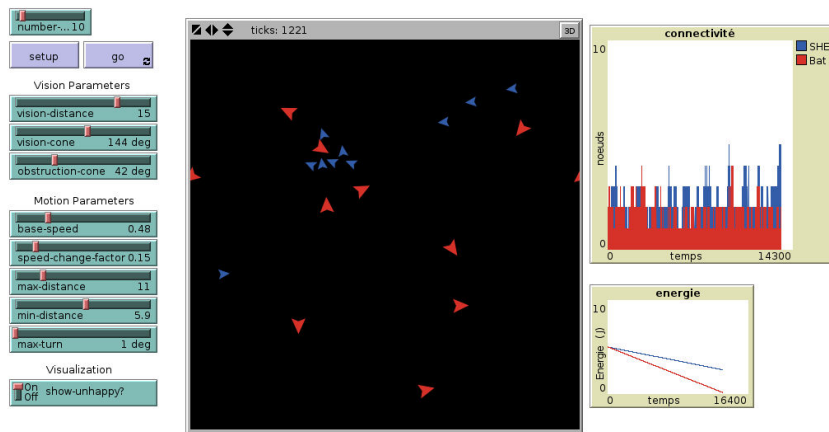 number-... 10
setup
go
Vision Parameters
vision-distance 15
vision-cone 144 deg
obstruction-cone 42 deg
Motion Parameters
base-speed 0.48
speed-change-factor 0.15
max-distance 11
min-distance 5.9
max-turn 1 deg
Visualization
On
Off
show-unhappy?
ticks: 1221
3D
connectivité
10
noeuds
0
0 temps 14300
SHE
Bat
energie
10
Energie (J)
0
0 temps 16400